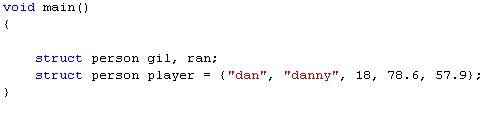 void main()
{
struct person gil, ran;
struct person player = {"dan", "danny", 18, 78.6, 57.9};
}